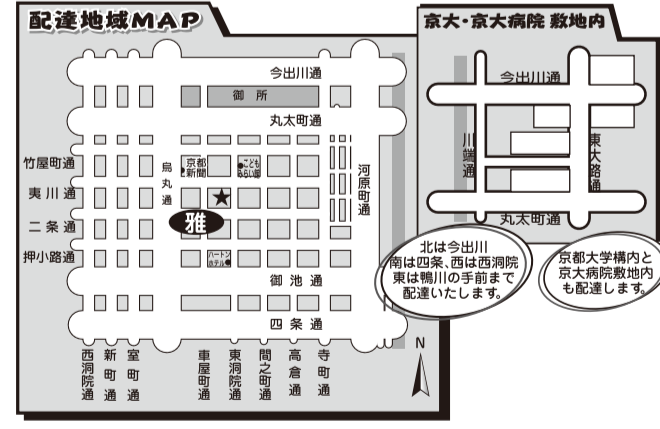 配達地域MAP
今出川通
御所
丸太町通
竹屋町通
夷川通
二条通
押小路通
烏丸通
京都
新聞
こども
みらい館
河原町通
★
雅
ハートン
ホテル
御池通
四条通
西洞院通
新町通
室町通
車屋町通
東洞院通
間之町通
高倉通
寺町通
N
京大・京大病院 敷地内
今出川通
川端通
東大路通
丸太町通
北は今出川
南は四条、西は西洞院
東は鴨川の手前まで
配達いたします。
京都大学構内と
京大病院敷地内
も配達します。